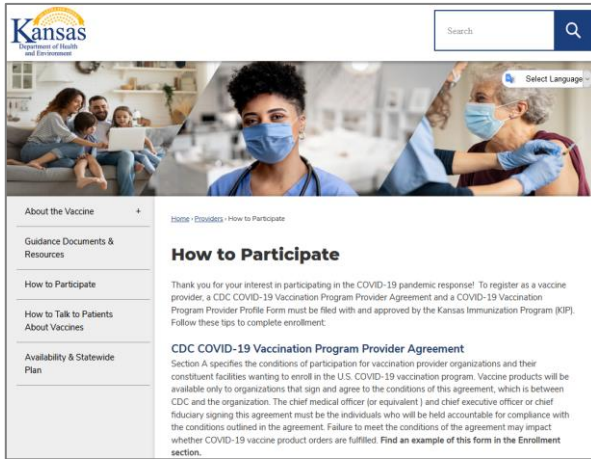 Kansas
Department of Health
and Environment
Search
Select Language
About the Vaccine +
Guidance Documents &
Resources
How to Participate
How to Talk to Patients
About Vaccines
Availability & Statewide
Plan
Home › Providers › How to Participate
How to Participate
Thank you for your interest in participating in the COVID-19 pandemic response! To register as a vaccine
provider, a CDC COVID-19 Vaccination Program Provider Agreement and a COVID-19 Vaccination
Program Provider Profile Form must be filed with and approved by the Kansas Immunization Program (KIP).
Follow these tips to complete enrollment:
CDC COVID-19 Vaccination Program Provider Agreement
Section A specifies the conditions of participation for vaccination provider organizations and their
constituent facilities wanting to enroll in the U.S. COVID-19 vaccination program. Vaccine products will be
available only to organizations that sign and agree to the conditions of this agreement, which is between
CDC and the organization. The chief medical officer (or equivalent ) and chief executive officer or chief
fiduciary signing this agreement must be the individuals who will be held accountable for compliance with
the conditions outlined in the agreement. Failure to meet the conditions of the agreement may impact
whether COVID-19 vaccine product orders are fulfilled. Find an example of this form in the Enrollment
section.